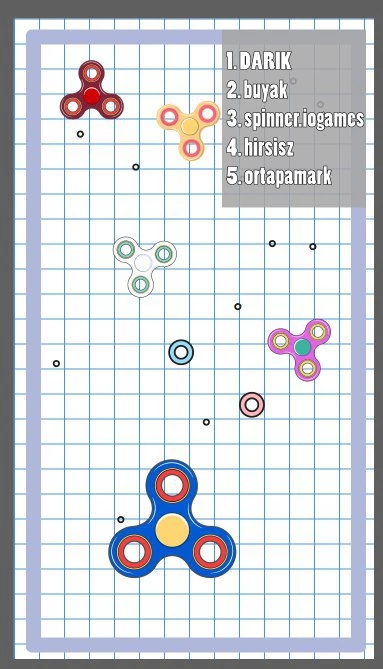 1. DARIK
2. buyak
3. spinner.iogames
4. hirsisz
5. ortapamark